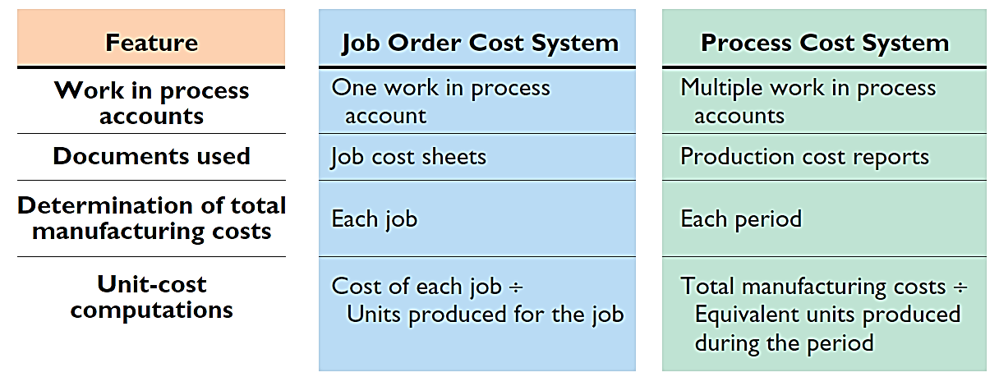 Feature
Job Order Cost System
Process Cost System
Work in process
accounts
One work in process
account
Multiple work in process
accounts
Documents used
Job cost sheets
Production cost reports
Determination of total
manufacturing costs
Each job
Each period
Unit-cost
computations
Cost of each job ÷
Units produced for the job
Total manufacturing costs ÷
Equivalent units produced
during the period